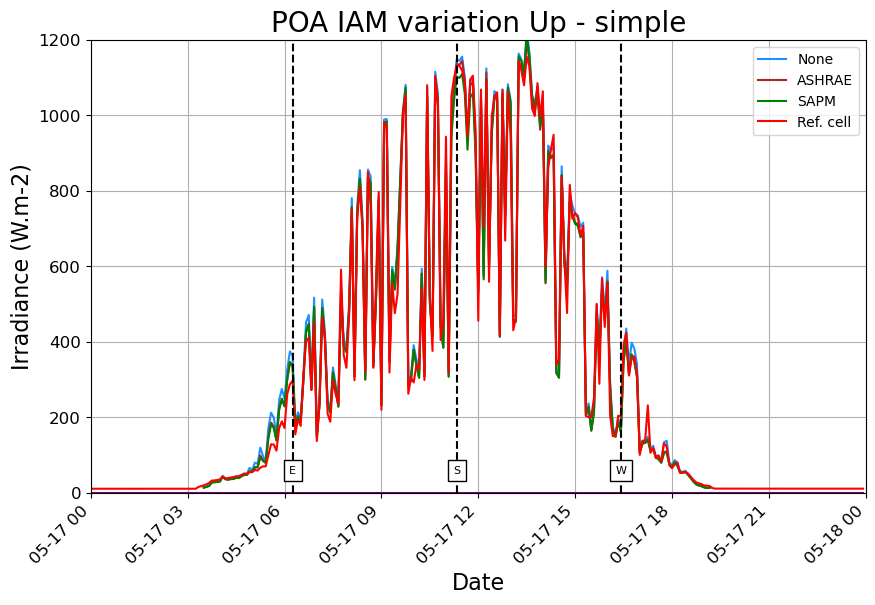 POA IAM variation Up - simple
Irradiance (W.m-2)
1200
1000
800
600
400
200
0
None
ASHRAE
SAPM
Ref. cell
E
S
W
05-17 00
05-17 03
05-17 06
05-17 09
05-17 12
05-17 15
05-17 18
05-17 21
05-18 00
Date